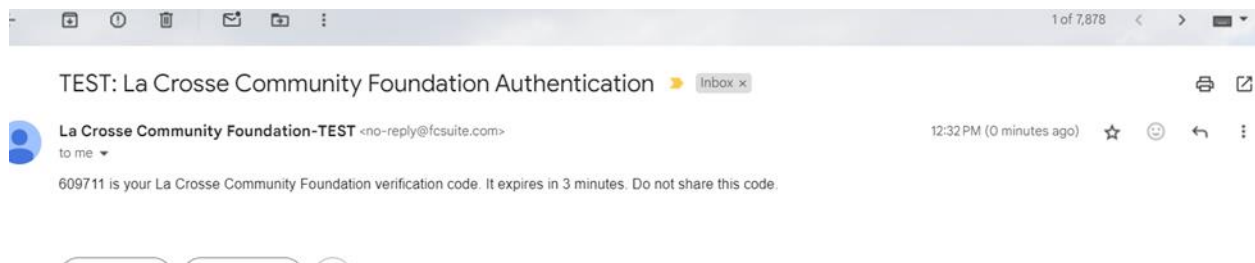 1 of 7,878
TEST: La Crosse Community Foundation Authentication Inbox ×
La Crosse Community Foundation-TEST <no-reply@fcsuite.com> 12:32 PM (0 minutes ago)
to me
609711 is your La Crosse Community Foundation verification code. It expires in 3 minutes. Do not share this code.